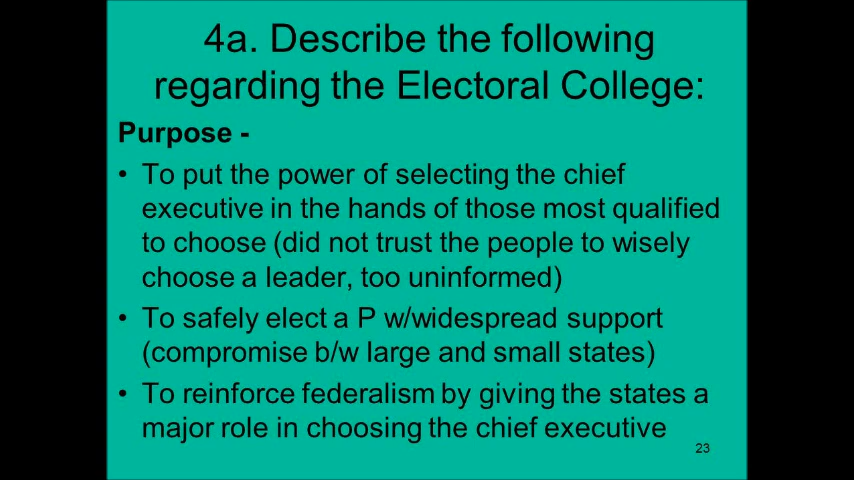 4a. Describe the following
regarding the Electoral College:
Purpose -
• To put the power of selecting the chief
executive in the hands of those most qualified
to choose (did not trust the people to wisely
choose a leader, too uninformed)
• To safely elect a P w/widespread support
(compromise b/w large and small states)
• To reinforce federalism by giving the states a
major role in choosing the chief executive
23